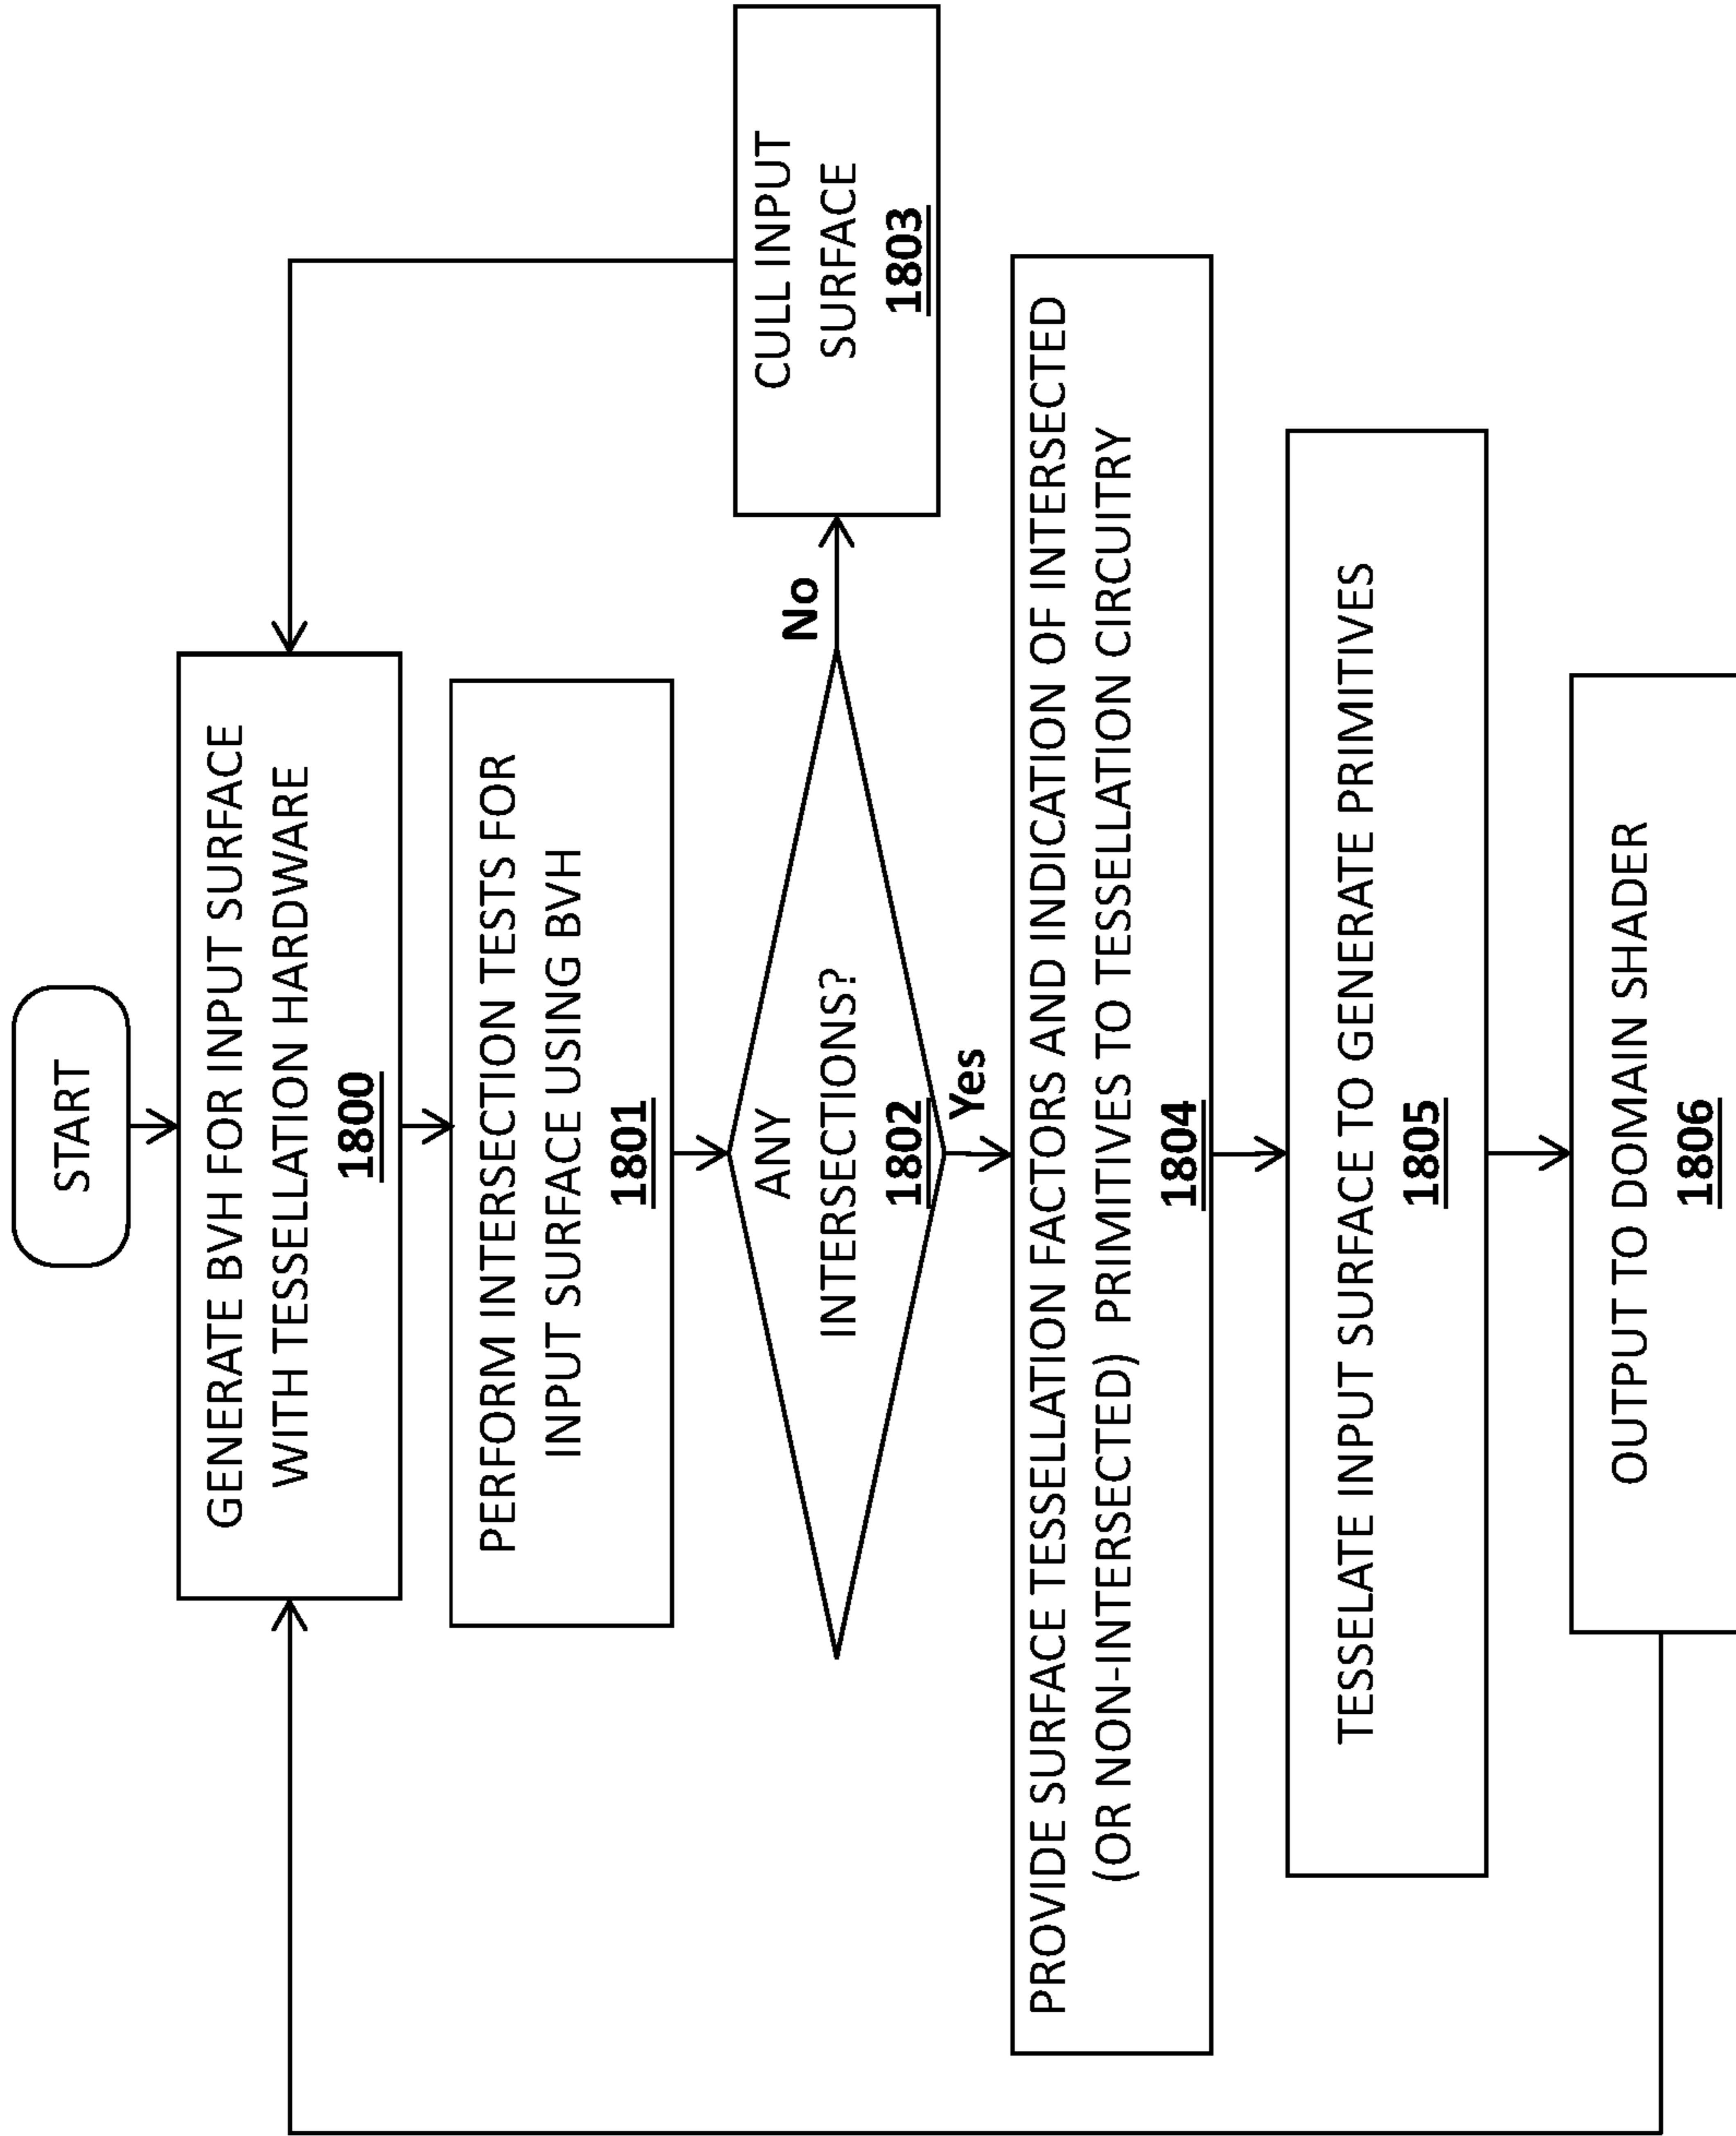 START
GENERATE BVH FOR INPUT SURFACE
WITH TESSELLATION HARDWARE
1800
PERFORM INTERSECTION TESTS FOR
INPUT SURFACE USING BVH
1801
ANY
INTERSECTIONS?
1802
No
CULL INPUT
SURFACE
1803
Yes
PROVIDE SURFACE TESSELLATION FACTORS AND INDICATION OF INTERSECTED
(OR NON-INTERSECTED) PRIMITIVES TO TESSELLATION CIRCUITRY
1804
TESSELATE INPUT SURFACE TO GENERATE PRIMITIVES
1805
OUTPUT TO DOMAIN SHADER
1806